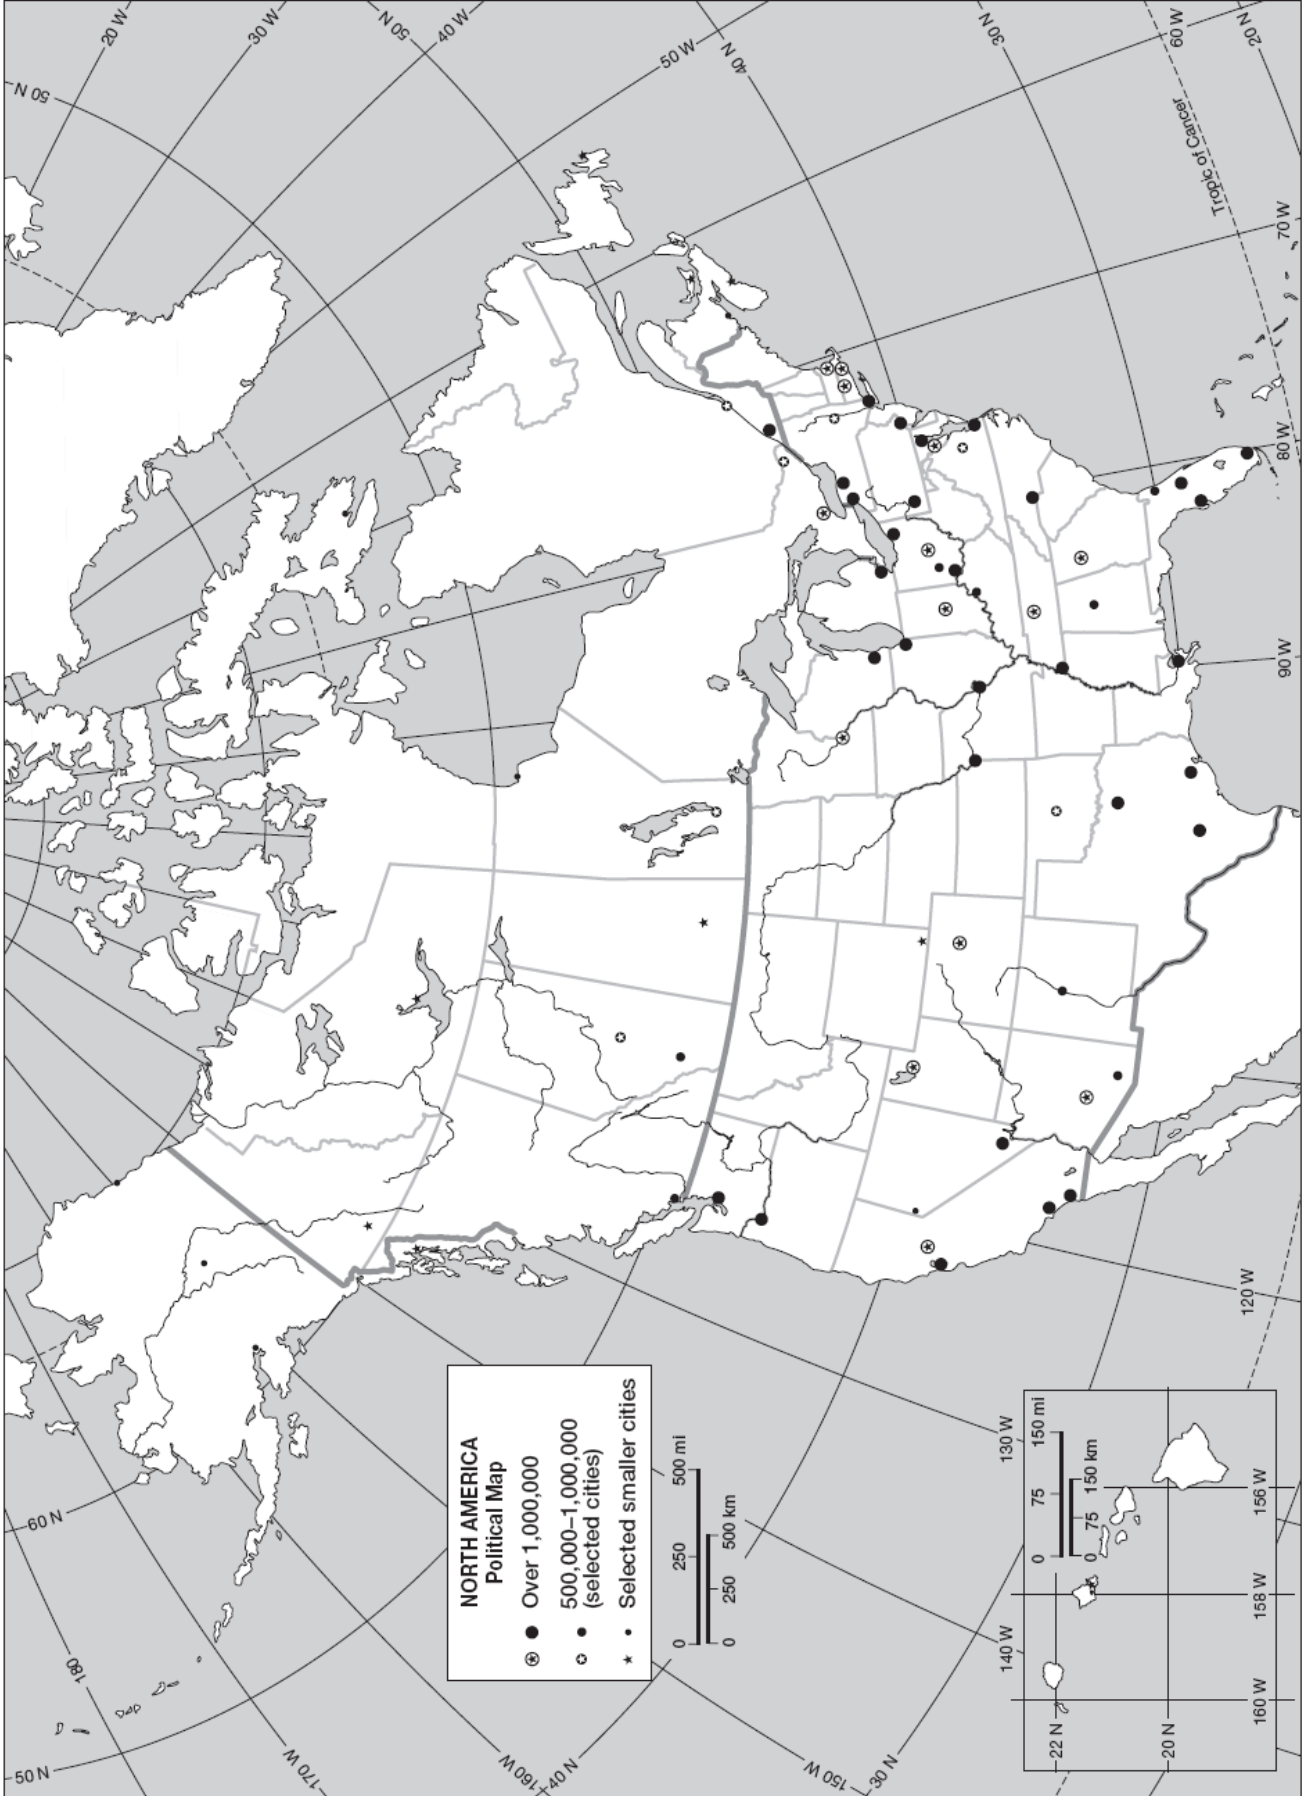 50 N
180
60 N
170 W
160 W
40 N
150 W
30 N
140 W
130 W
120 W
90 W
80 W
70 W
Tropic of Cancer
20 N
60 W
30 N
40 N
50 W
40 W
50 N
30 W
20 W
50 N
NORTH AMERICA
Political Map
Over 1,000,000
500,000–1,000,000
(selected cities)
Selected smaller cities
0 250 500 mi
0 250 500 km
0 75 150 mi
0 75 150 km
22 N
20 N
160 W 158 W 156 W